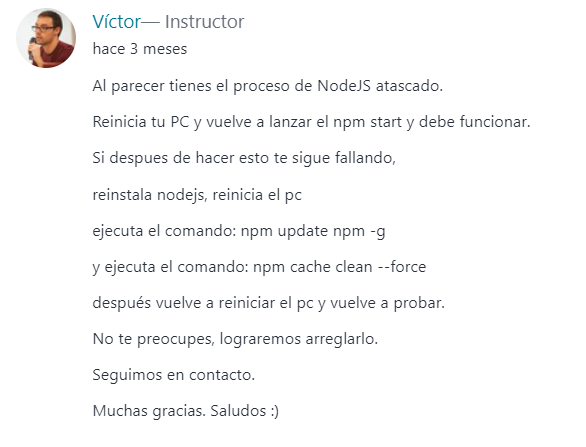 Víctor— Instructor
hace 3 meses
Al parecer tienes el proceso de NodeJS atascado.
Reinicia tu PC y vuelve a lanzar el npm start y debe funcionar.
Si despues de hacer esto te sigue fallando,
reinstala nodejs, reinicia el pc
ejecuta el comando: npm update npm -g
y ejecuta el comando: npm cache clean --force
después vuelve a reiniciar el pc y vuelve a probar.
No te preocupes, lograremos arreglarlo.
Seguimos en contacto.
Muchas gracias. Saludos :)